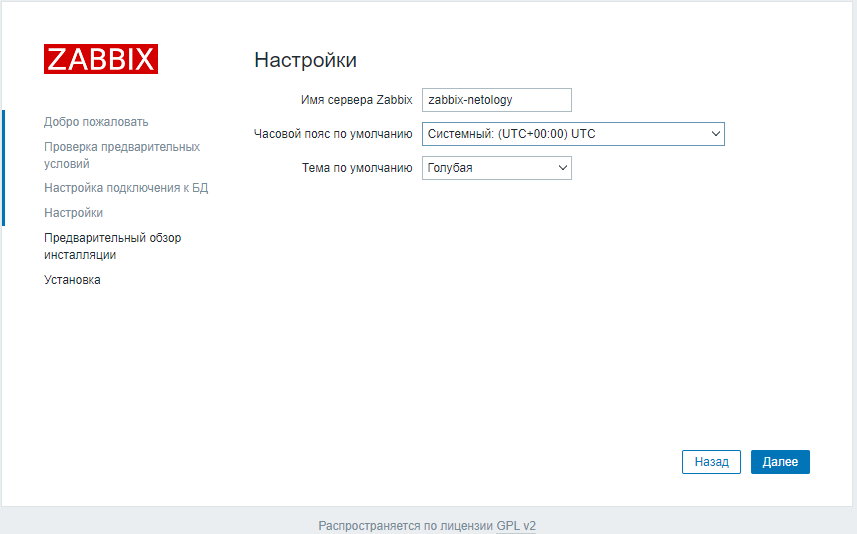 ZABBIX
Добро пожаловать
Проверка предварительных
условий
Настройка подключения к БД
Настройки
Предварительный обзор
инсталляции
Установка
Настройки
Имя сервера Zabbix zabbix-netology
Часовой пояс по умолчанию Системный: (UTC+00:00) UTC
Тема по умолчанию Голубая
Назад Далее
Распространяется по лицензии GPL v2